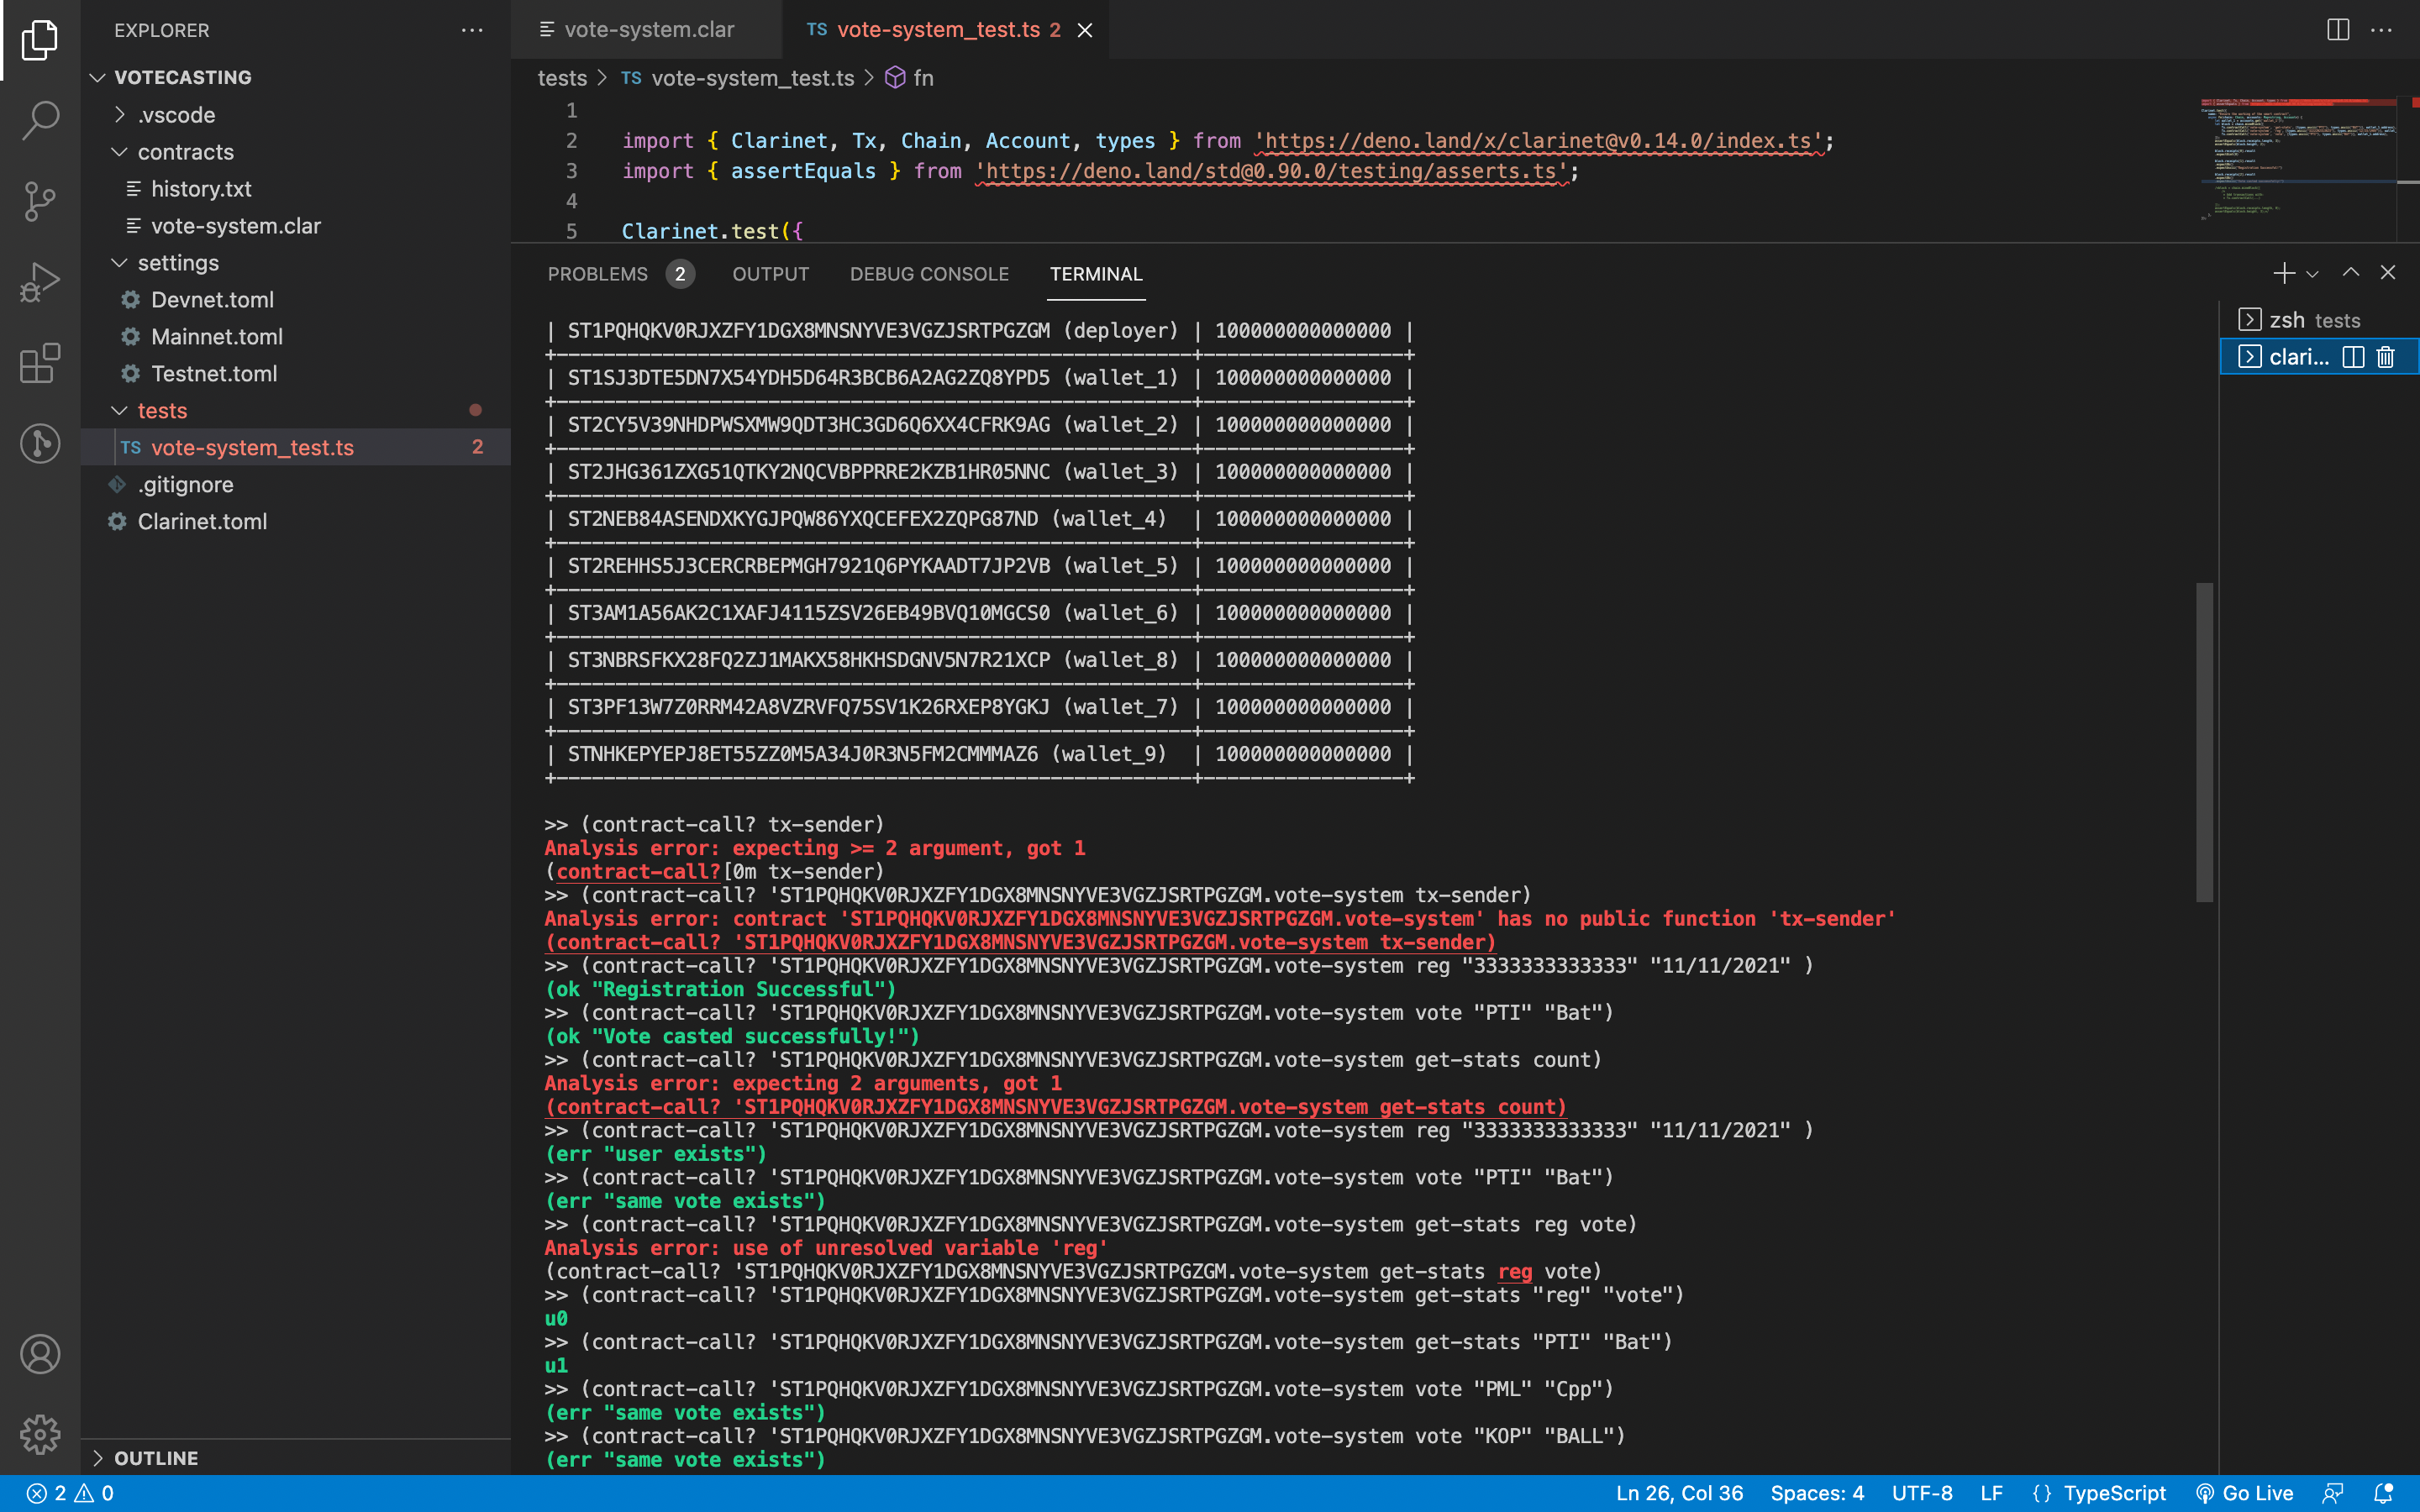 EXPLORER
VOTECASTING
.vscode
contracts
history.txt
vote-system.clar
settings
Devnet.toml
Mainnet.toml
Testnet.toml
tests
TS vote-system_test.ts 2
.gitignore
Clarinet.toml
OUTLINE
vote-system.clar
TS vote-system_test.ts 2
tests > TS vote-system_test.ts > fn
1
2 import { Clarinet, Tx, Chain, Account, types } from 'https://deno.land/x/clarinet@v0.14.0/index.ts';
3 import { assertEquals } from 'https://deno.land/std@0.90.0/testing/asserts.ts';
4
5 Clarinet.test({
PROBLEMS 2 OUTPUT DEBUG CONSOLE TERMINAL
| ST1PQHQKV0RJXZFY1DGX8MNSNYVE3VGZJSRTPGZGM (deployer) | 100000000000000 |
| ST1SJ3DTE5DN7X54YDH5D64R3BCB6A2AG2ZQ8YPD5 (wallet_1) | 100000000000000 |
| ST2CY5V39NHDPWSXMW9QDT3HC3GD6Q6XX4CFRK9AG (wallet_2) | 100000000000000 |
| ST2JHG361ZXG51QTKY2NQCVBPPRRE2KZB1HR05NNC (wallet_3) | 100000000000000 |
| ST2NEB84ASENDXKYGJPQW86YXQCEFEX2ZQPG87ND (wallet_4) | 100000000000000 |
| ST2REHHS5J3CERCRBEPMGH7921Q6PYKAADT7JP2VB (wallet_5) | 100000000000000 |
| ST3AM1A56AK2C1XAFJ4115ZSV26EB49BVQ10MGCS0 (wallet_6) | 100000000000000 |
| ST3NBRSFKX28FQ2ZJ1MAKX58HKHSDGNV5N7R21XCP (wallet_8) | 100000000000000 |
| ST3PF13W7Z0RRM42A8VZRVFQ75SV1K26RXEP8YGKJ (wallet_7) | 100000000000000 |
| STNHKEPYEPJ8ET55ZZ0M5A34J0R3N5FM2CMMMAZ6 (wallet_9) | 100000000000000 |
>> (contract-call? tx-sender)
Analysis error: expecting >= 2 argument, got 1
(contract-call?[0m tx-sender)
>> (contract-call? 'ST1PQHQKV0RJXZFY1DGX8MNSNYVE3VGZJSRTPGZGM.vote-system tx-sender)
Analysis error: contract 'ST1PQHQKV0RJXZFY1DGX8MNSNYVE3VGZJSRTPGZGM.vote-system' has no public function 'tx-sender'
(contract-call? 'ST1PQHQKV0RJXZFY1DGX8MNSNYVE3VGZJSRTPGZGM.vote-system tx-sender)
>> (contract-call? 'ST1PQHQKV0RJXZFY1DGX8MNSNYVE3VGZJSRTPGZGM.vote-system reg "3333333333333" "11/11/2021" )
(ok "Registration Successful")
>> (contract-call? 'ST1PQHQKV0RJXZFY1DGX8MNSNYVE3VGZJSRTPGZGM.vote-system vote "PTI" "Bat")
(ok "Vote casted successfully!")
>> (contract-call? 'ST1PQHQKV0RJXZFY1DGX8MNSNYVE3VGZJSRTPGZGM.vote-system get-stats count)
Analysis error: expecting 2 arguments, got 1
(contract-call? 'ST1PQHQKV0RJXZFY1DGX8MNSNYVE3VGZJSRTPGZGM.vote-system get-stats count)
>> (contract-call? 'ST1PQHQKV0RJXZFY1DGX8MNSNYVE3VGZJSRTPGZGM.vote-system reg "3333333333333" "11/11/2021" )
(err "user exists")
>> (contract-call? 'ST1PQHQKV0RJXZFY1DGX8MNSNYVE3VGZJSRTPGZGM.vote-system vote "PTI" "Bat")
(err "same vote exists")
>> (contract-call? 'ST1PQHQKV0RJXZFY1DGX8MNSNYVE3VGZJSRTPGZGM.vote-system get-stats reg vote)
Analysis error: use of unresolved variable 'reg'
(contract-call? 'ST1PQHQKV0RJXZFY1DGX8MNSNYVE3VGZJSRTPGZGM.vote-system get-stats reg vote)
>> (contract-call? 'ST1PQHQKV0RJXZFY1DGX8MNSNYVE3VGZJSRTPGZGM.vote-system get-stats "reg" "vote")
u0
>> (contract-call? 'ST1PQHQKV0RJXZFY1DGX8MNSNYVE3VGZJSRTPGZGM.vote-system get-stats "PTI" "Bat")
u1
>> (contract-call? 'ST1PQHQKV0RJXZFY1DGX8MNSNYVE3VGZJSRTPGZGM.vote-system vote "PML" "Cpp")
(err "same vote exists")
>> (contract-call? 'ST1PQHQKV0RJXZFY1DGX8MNSNYVE3VGZJSRTPGZGM.vote-system vote "KOP" "BALL")
(err "same vote exists")
zsh tests
clari...
2 0
Ln 26, Col 36 Spaces: 4 UTF-8 LF {} TypeScript Go Live